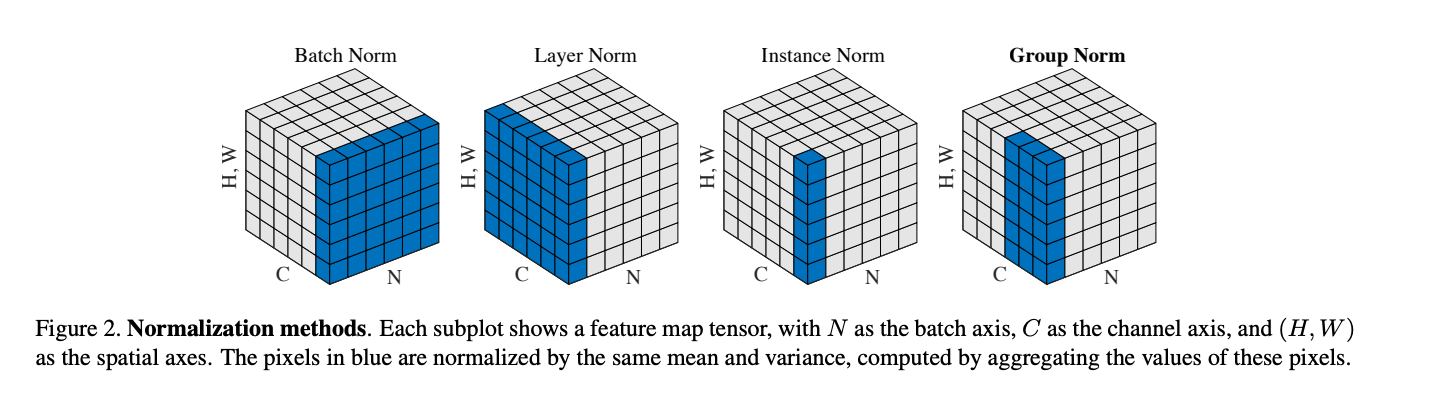 Batch Norm
Layer Norm
Instance Norm
Group Norm
H, W
C
N
H, W
C
N
H, W
C
N
H, W
C
N
Figure 2. Normalization methods. Each subplot shows a feature map tensor, with N as the batch axis, C as the channel axis, and (H, W)
as the spatial axes. The pixels in blue are normalized by the same mean and variance, computed by aggregating the values of these pixels.